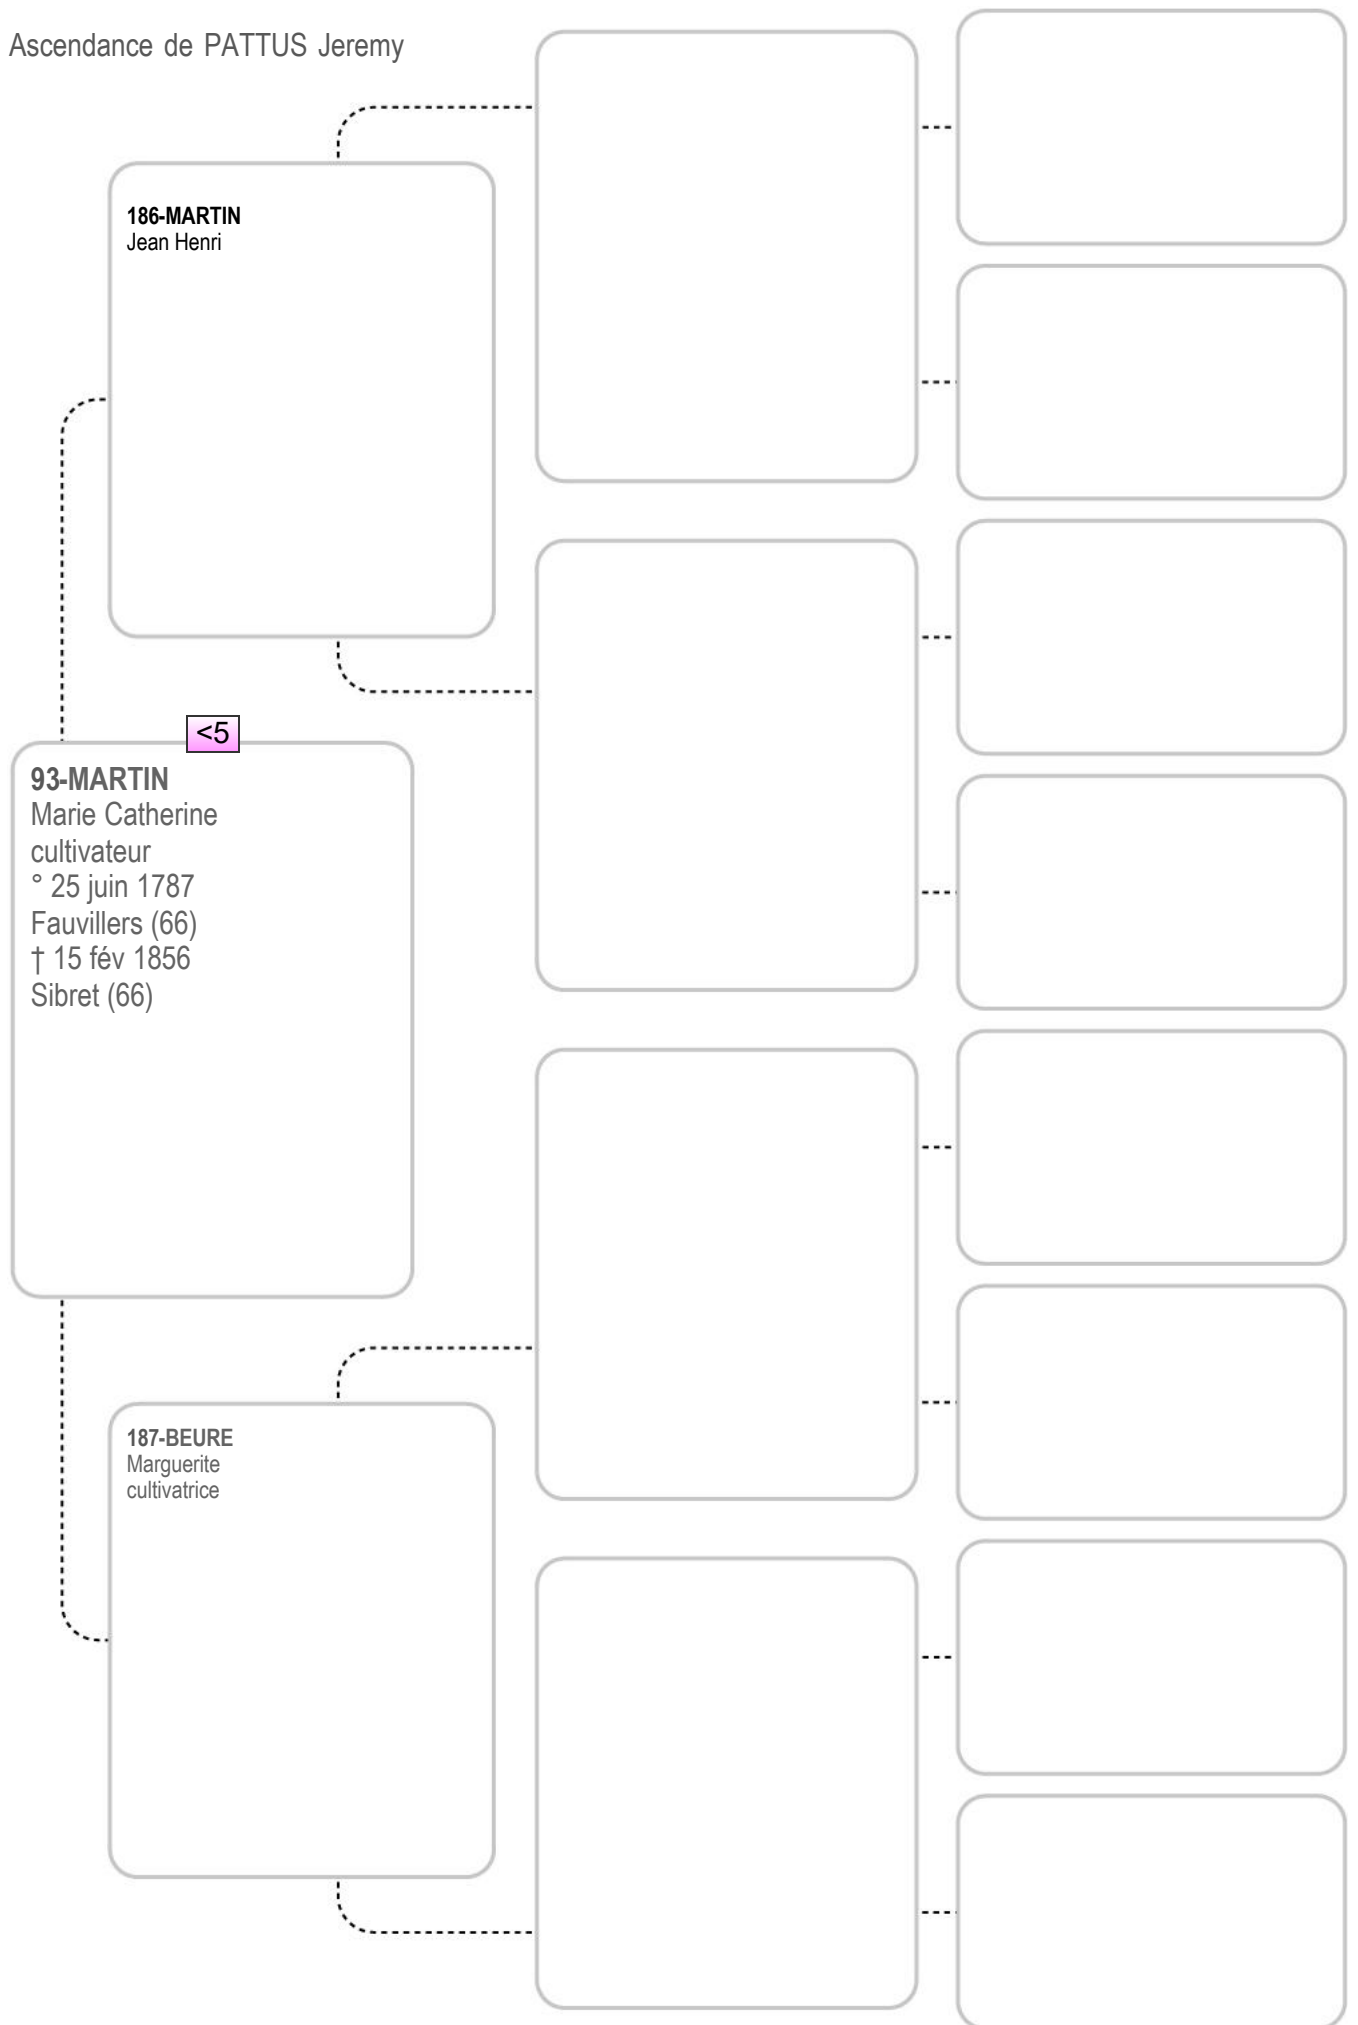 Ascendance de PATTUS Jeremy
186-MARTIN
Jean Henri
<5
93-MARTIN
Marie Catherine
cultivateur
° 25 juin 1787
Fauvillers (66)
† 15 fév 1856
Sibret (66)
187-BEURE
Marguerite
cultivatrice